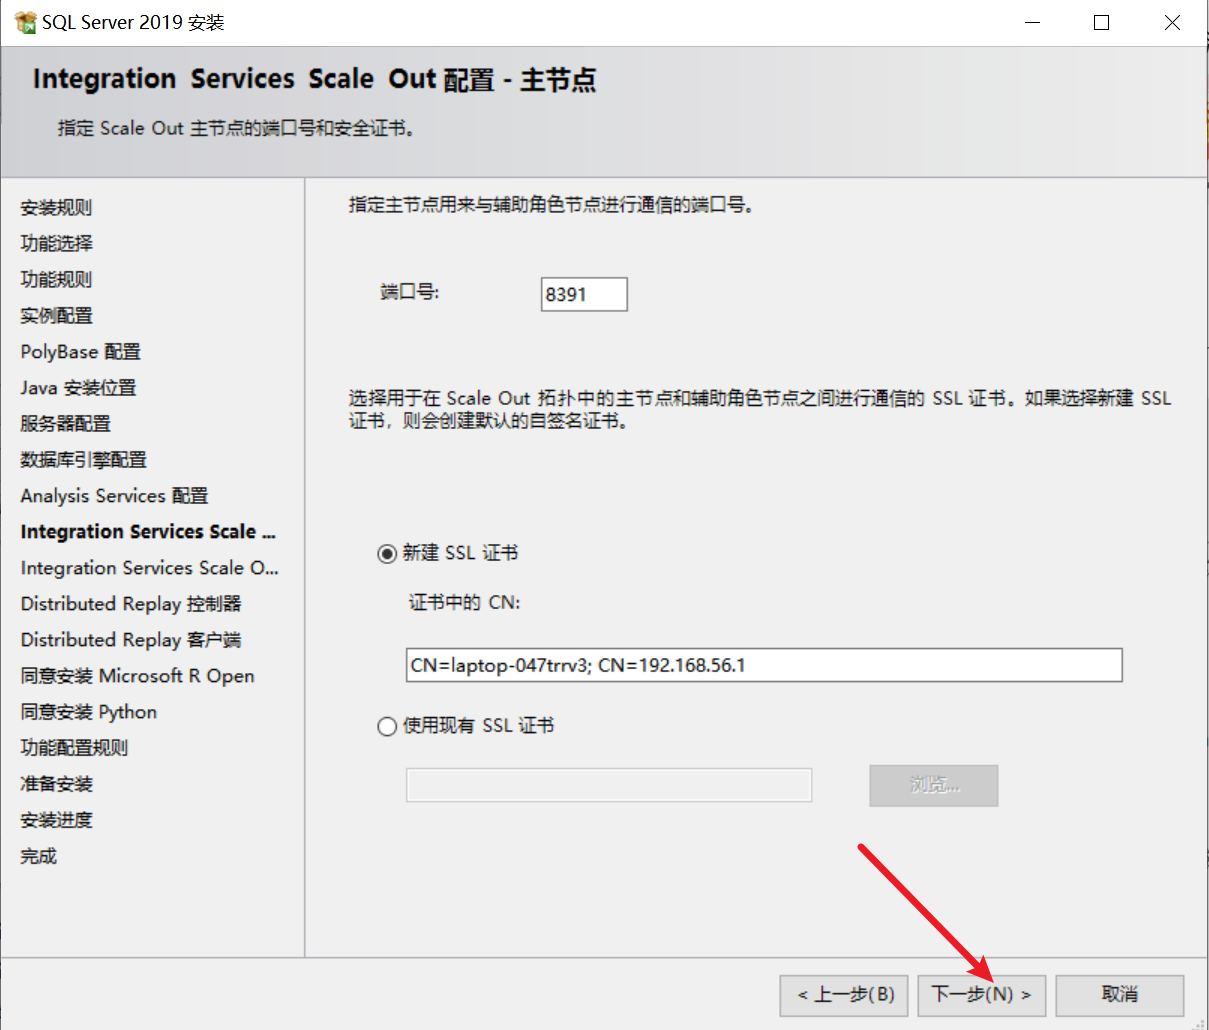 SQL Server 2019 安装
Integration Services Scale Out 配置 - 主节点
指定 Scale Out 主节点的端口号和安全证书。
安装规则
功能选择
功能规则
实例配置
PolyBase 配置
Java 安装位置
服务器配置
数据库引擎配置
Analysis Services 配置
Integration Services Scale ...
Integration Services Scale O...
Distributed Replay 控制器
Distributed Replay 客户端
同意安装 Microsoft R Open
同意安装 Python
功能配置规则
准备安装
安装进度
完成
指定主节点用来与辅助角色节点进行通信的端口号。
端口号: 8391
选择用于在 Scale Out 拓扑中的主节点和辅助角色节点之间进行通信的 SSL 证书。如果选择新建 SSL
证书，则会创建默认的自签名证书。
新建 SSL 证书
证书中的 CN:
CN=laptop-047trrv3; CN=192.168.56.1
使用现有 SSL 证书
浏览...
< 上一步(B) 下一步(N) > 取消